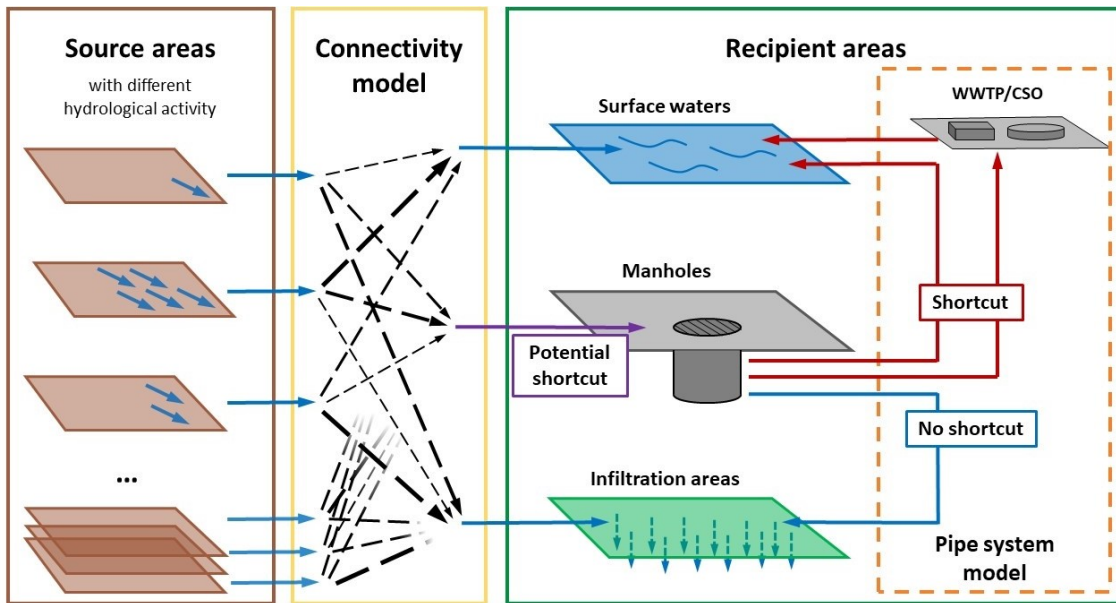 Source areas
with different
hydrological activity
...
Connectivity
model
Recipient areas
Surface waters
WWTP/CSO
Manholes
Shortcut
Potential
shortcut
No shortcut
Infiltration areas
Pipe system
model